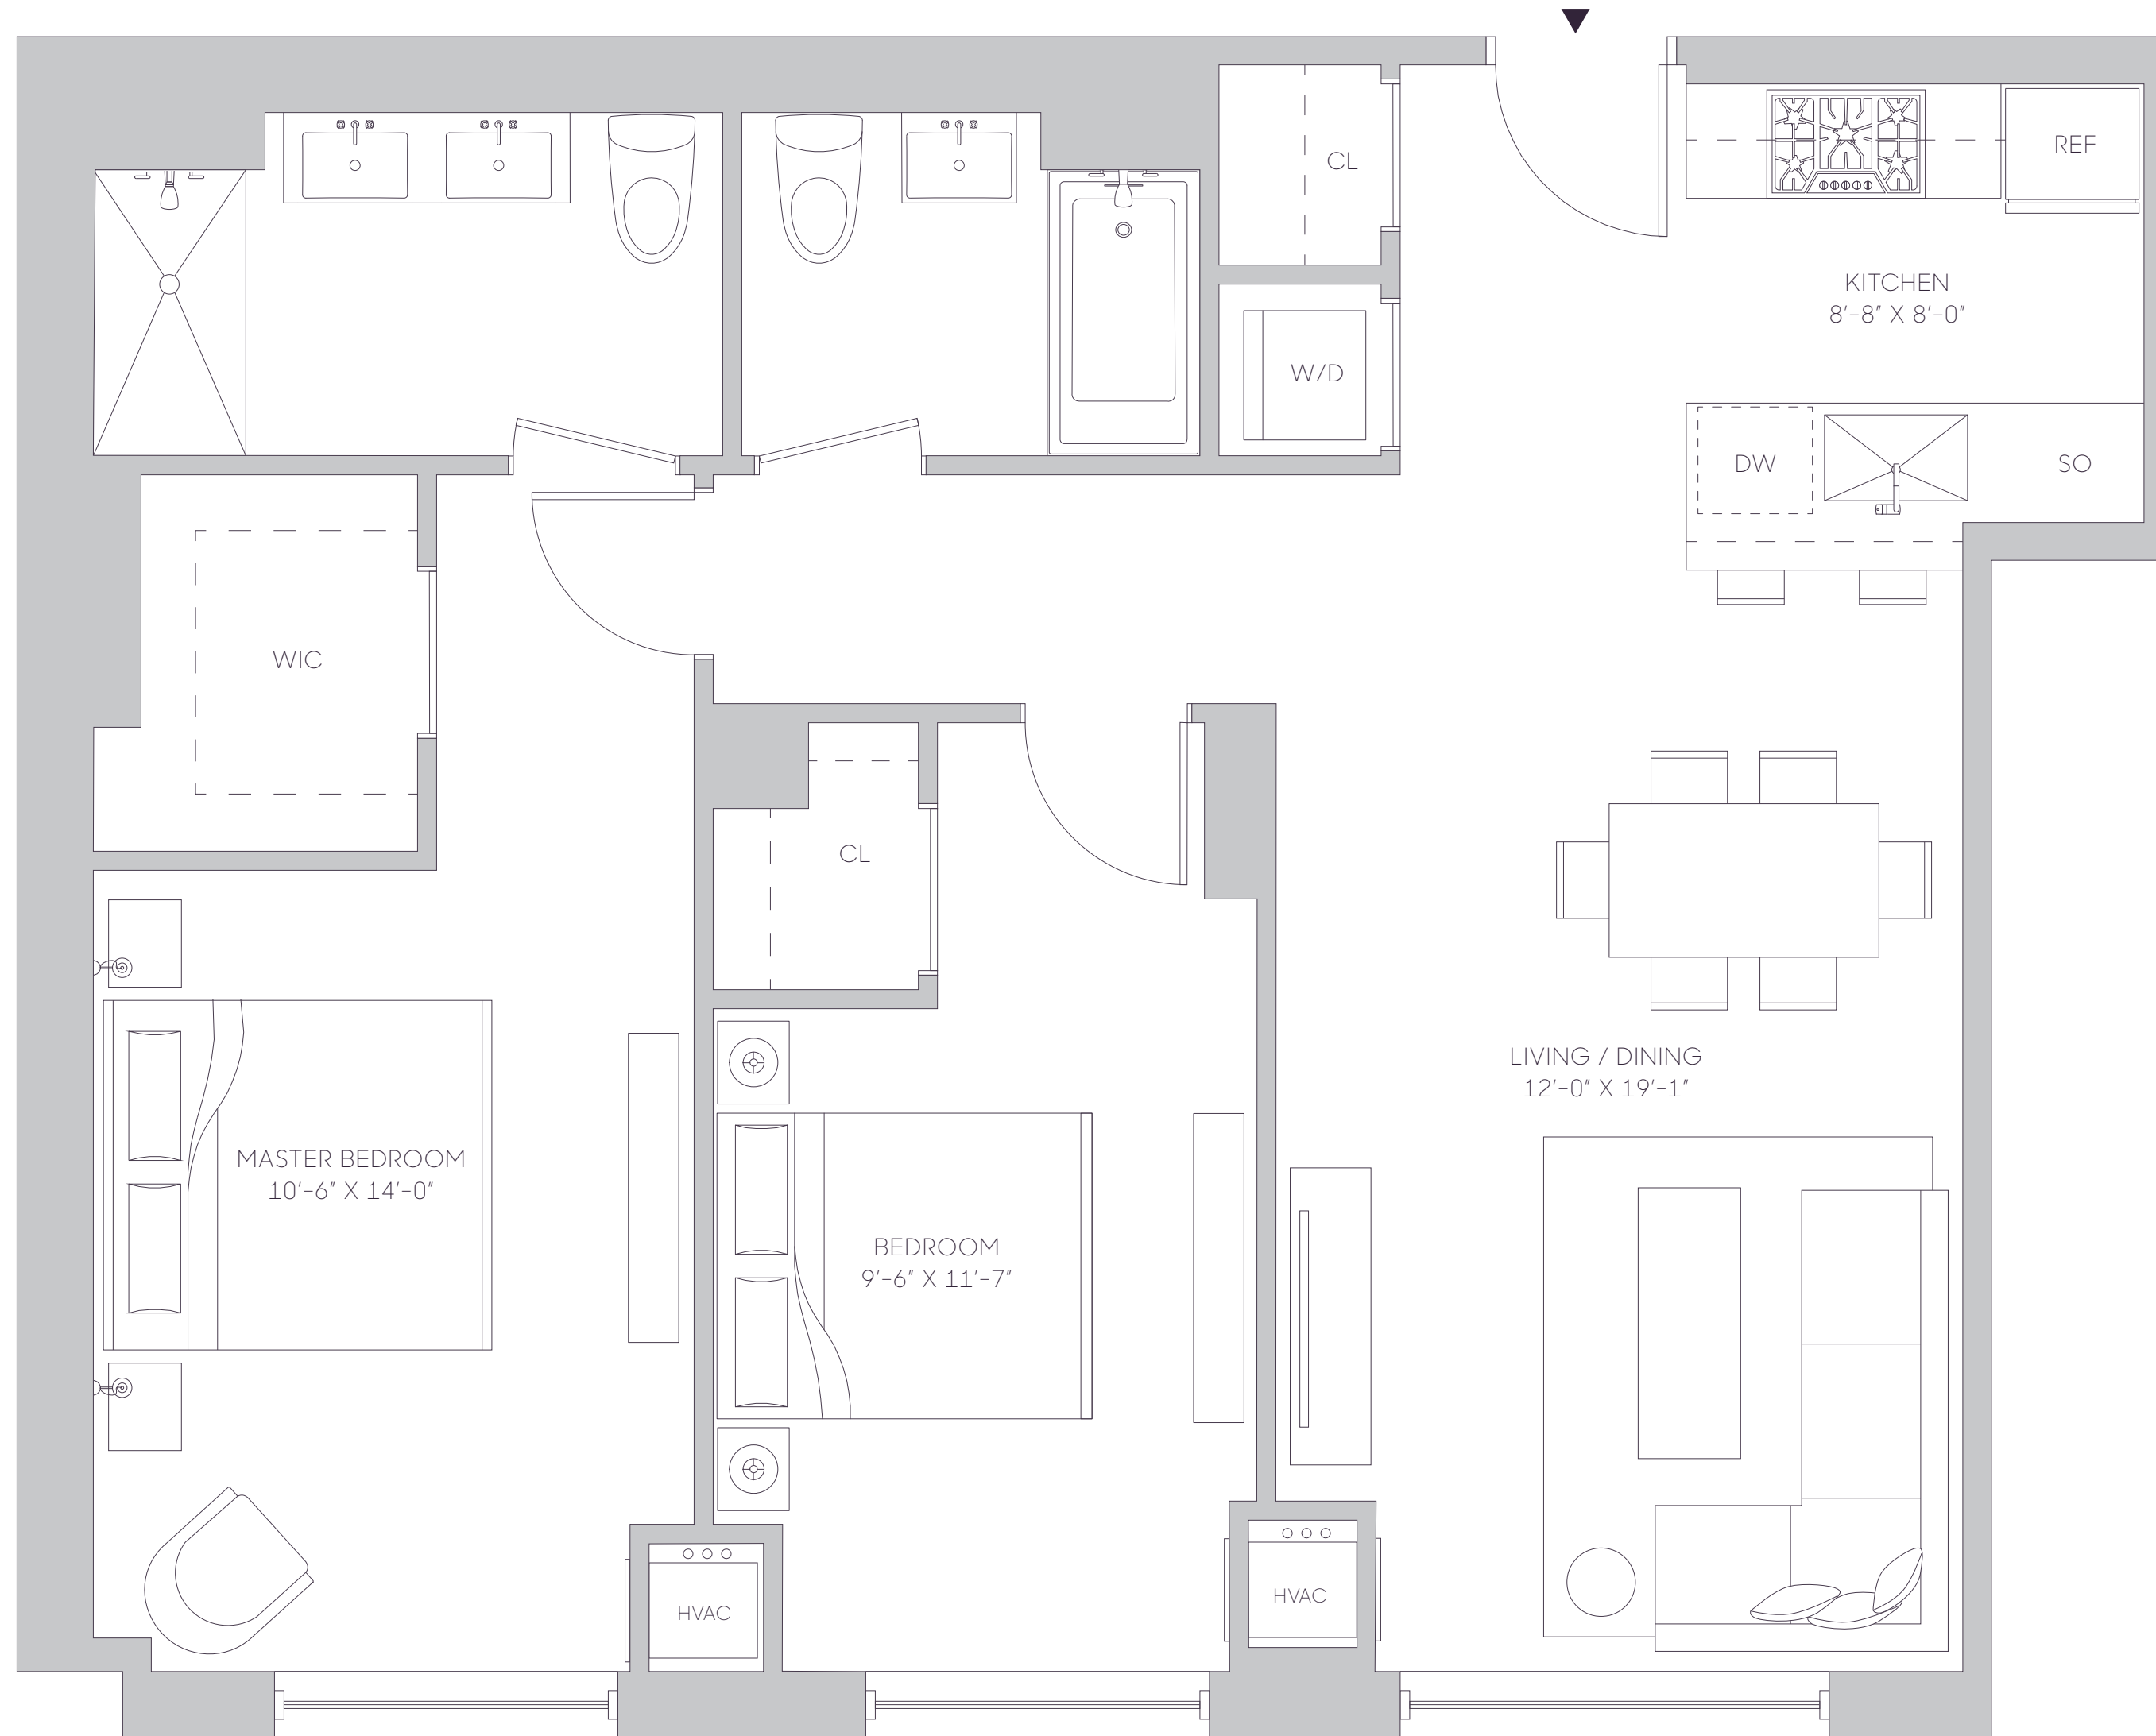 REF
CL
KITCHEN
8'-8" X 8'-0"
W/D
DW
SO
WIC
CL
LIVING / DINING
12'-0" X 19'-1"
MASTER BEDROOM
10'-6" X 14'-0"
BEDROOM
9'-6" X 11'-7"
HVAC
HVAC